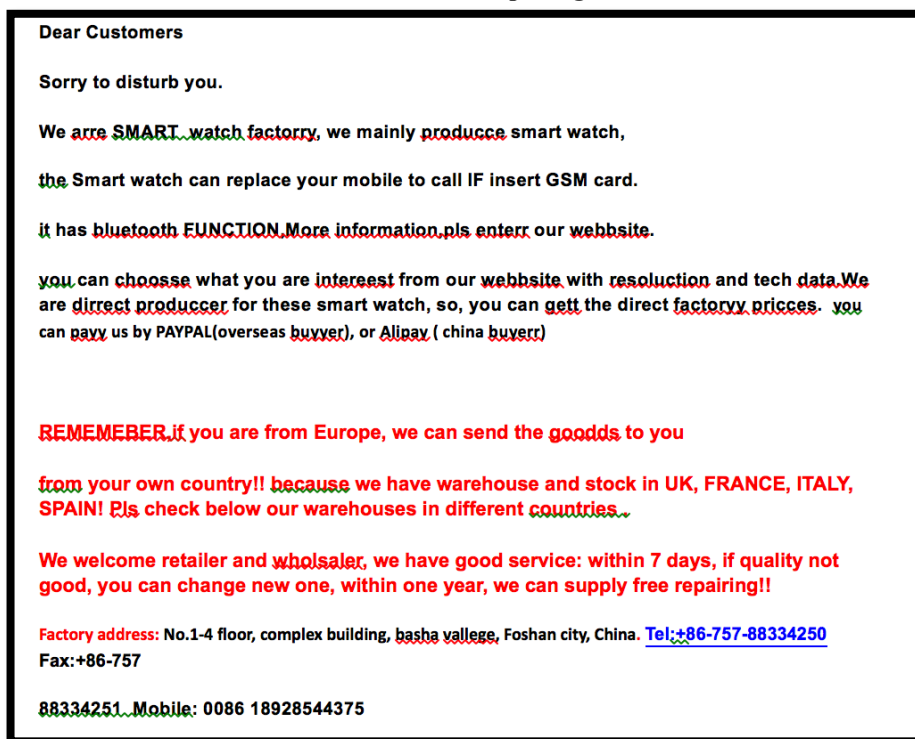 Dear Customers
Sorry to disturb you.
We arre SMART  watch factorry, we mainly producce smart watch,
the Smart watch can replace your mobile to call IF insert GSM card.
it has bluetooth FUNCTION,More information,pls enterr our webbsite.
you can choosse what you are intereest from our webbsite with resoluction and tech data.We
are dirrect produccer for these smart watch, so, you can gett the direct factoryy pricces.  you
can payy us by PAYPAL(overseas buyyer), or Alipay ( china buyerr)
REMEMEBER,if you are from Europe, we can send the goodds to you
from your own country!! because we have warehouse and stock in UK, FRANCE, ITALY,
SPAIN! Pls check below our warehouses in different countries .
We welcome retailer and wholsaler, we have good service: within 7 days, if quality not
good, you can change new one, within one year, we can supply free repairing!!
Factory address: No.1-4 floor, complex building, basha vallege, Foshan city, China. Tel:+86-757-88334250
Fax:+86-757
88334251  Mobile: 0086 18928544375